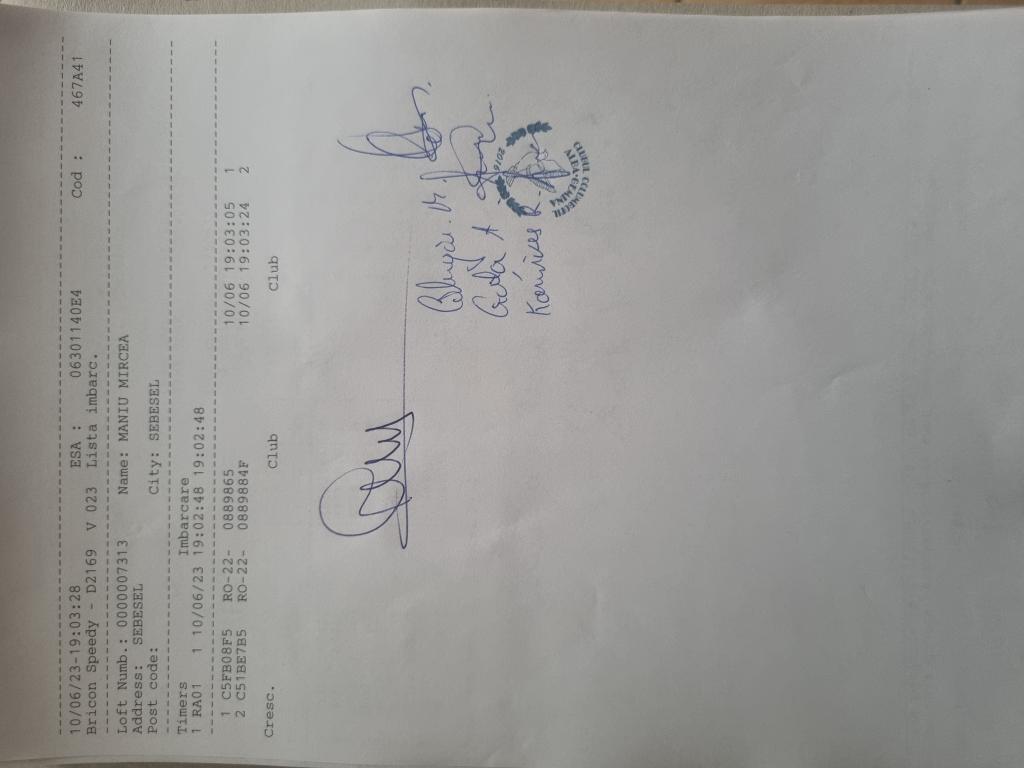 10/06/23-19:03:28 ESA : 06301140E4 Cod : 467A41
Bricon Speedy - D2169 V 023 Lista imbarc.
Loft Numb.: 0000007313 Name: MANIU MIRCEA
Address: SEBESEL
Post code: City: SEBESEL
Timers Imbarcare
1 RA01 1 10/06/23 19:02:48 19:02:48
1 C5FB08F5 RO-22- 0889865 10/06 19:03:05 1
2 C51BE7B5 RO-22- 0889884F 10/06 19:03:24 2
Cresc. Club Club